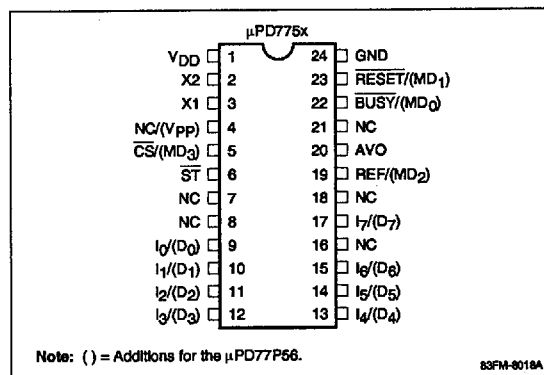 μPD775x
VDD 1 24 GND
X2 2 23 RESET/(MD1)
X1 3 22 BUSY/(MD0)
NC/(VPP) 4 21 NC
CS/(MD3) 5 20 AVO
ST 6 19 REF/(MD2)
NC 7 18 NC
NC 8 17 I7/(D7)
I0/(D0) 9 16 NC
I1/(D1) 10 15 I6/(D6)
I2/(D2) 11 14 I5/(D5)
I3/(D3) 12 13 I4/(D4)
Note: ( ) = Additions for the μPD77P56.
83FM-8018A